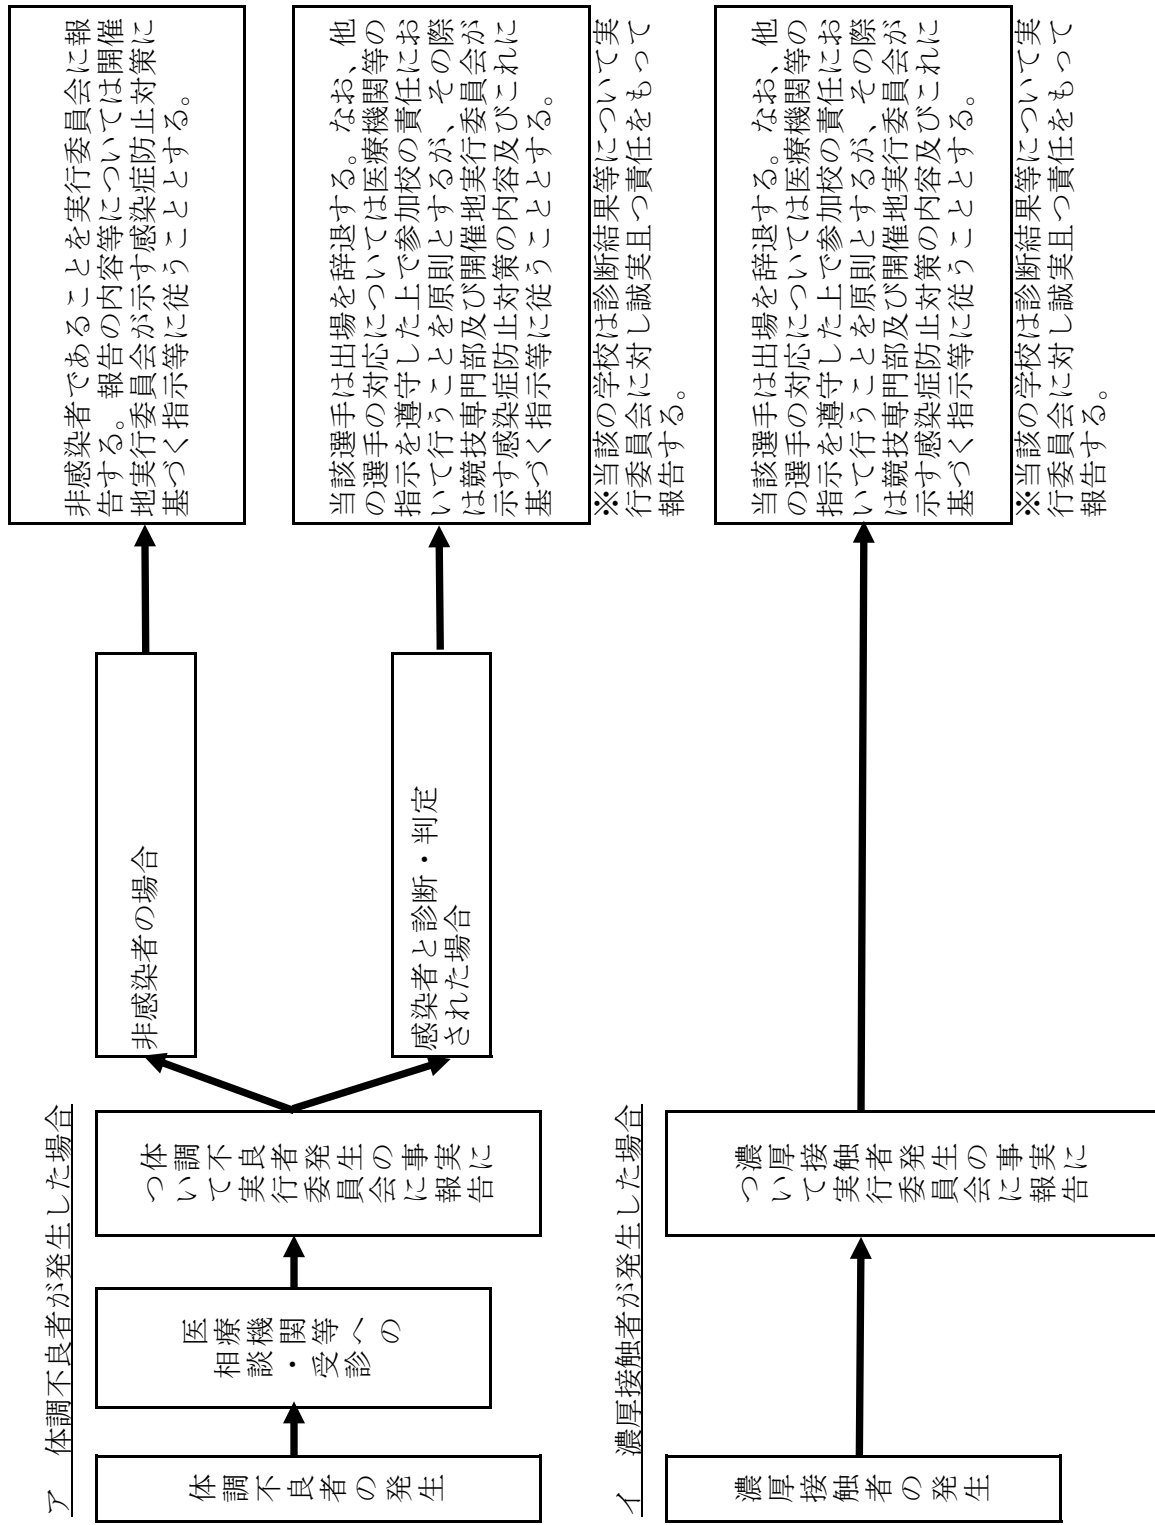 ア　体調不良者が発生した場合
体調不良者の発生
医療機関等への
相談・受診
体調不良者発生の事実に
ついて実行委員会に報告
非感染者の場合
非感染者であることを実行委員会に報
告する。報告の内容等については開催
地実行委員会が示す感染症防止対策に
基づく指示等に従うこととする。
感染者と診断・判定
された場合
当該選手は出場を辞退する。なお、他
の選手の対応については医療機関等の
指示を遵守した上で参加校の責任にお
いて行うことを原則とするが、その際
は競技専門部及び開催地実行委員会が
示す感染症防止対策の内容及びこれに
基づく指示等に従うこととする。
※当該の学校は診断結果等について実
行委員会に対し誠実且つ責任をもって
報告する。
イ　濃厚接触者が発生した場合
濃厚接触者の発生
濃厚接触者発生の事実に
ついて実行委員会に報告
当該選手は出場を辞退する。なお、他
の選手の対応については医療機関等の
指示を遵守した上で参加校の責任にお
いて行うことを原則とするが、その際
は競技専門部及び開催地実行委員会が
示す感染症防止対策の内容及びこれに
基づく指示等に従うこととする。
※当該の学校は診断結果等について実
行委員会に対し誠実且つ責任をもって
報告する。